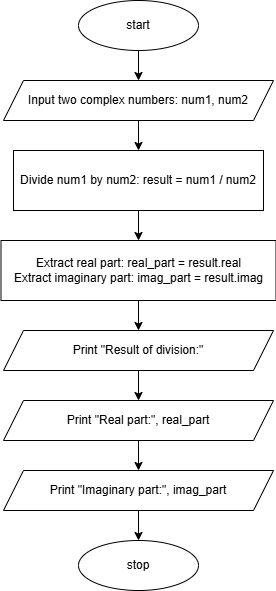 start
Input two complex numbers: num1, num2
Divide num1 by num2: result = num1 / num2
Extract real part: real_part = result.real
Extract imaginary part: imag_part = result.imag
Print "Result of division:"
Print "Real part:", real_part
Print "Imaginary part:", imag_part
stop